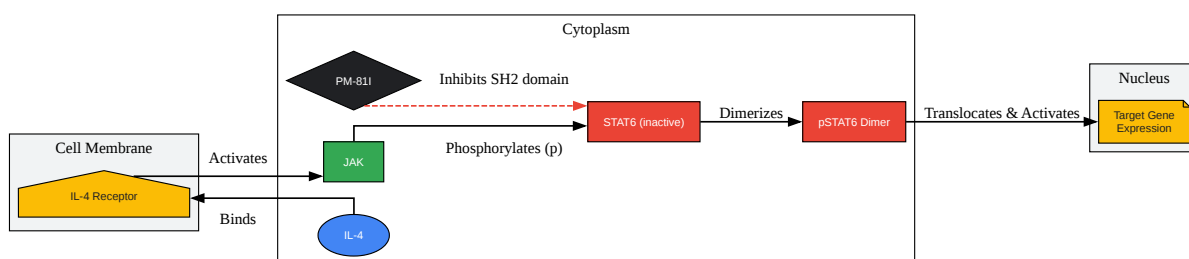 Cytoplasm
PM-81I
Inhibits SH2 domain
Nucleus
STAT6 (inactive)
Dimerizes
pSTAT6 Dimer
Translocates & Activates
Target Gene
Expression
Cell Membrane
Activates
JAK
Phosphorylates (p)
IL-4 Receptor
Binds
IL-4